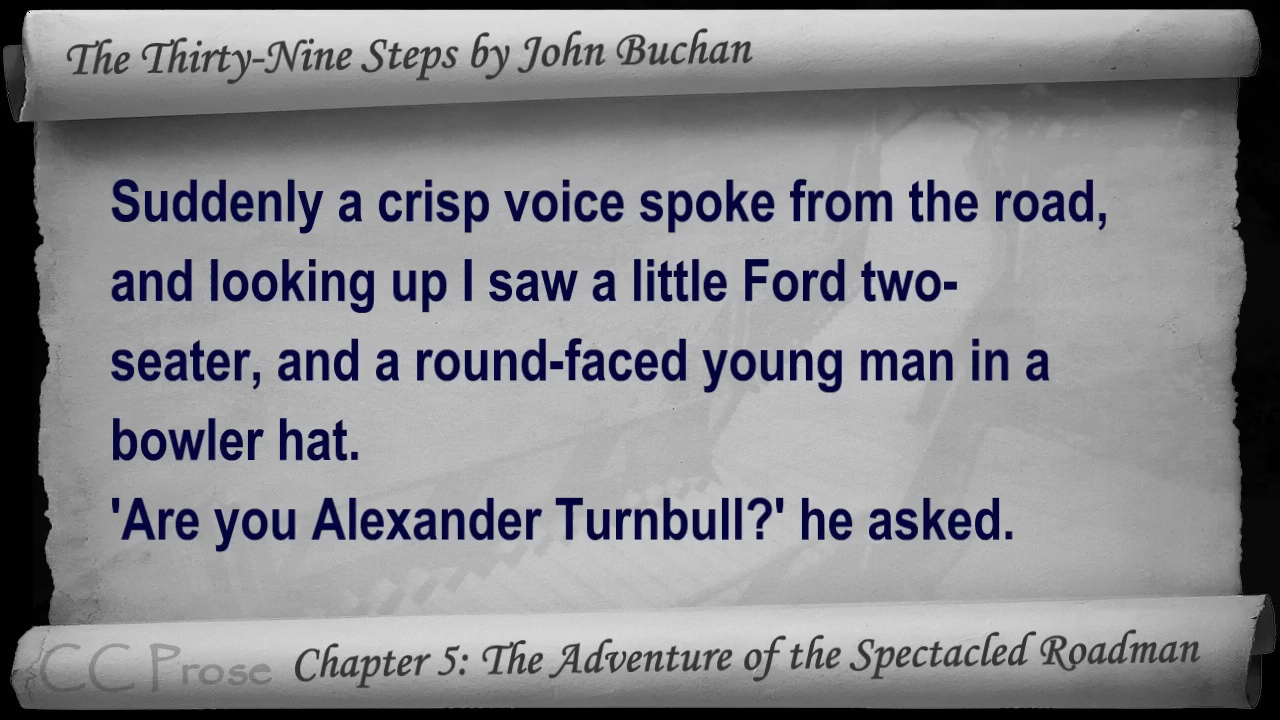 The Thirty-Nine Steps by John Buchan
Suddenly a crisp voice spoke from the road,
and looking up I saw a little Ford two-
seater, and a round-faced young man in a
bowler hat.
'Are you Alexander Turnbull?' he asked.
CC Prose
Chapter 5: The Adventure of the Spectacled Roadman